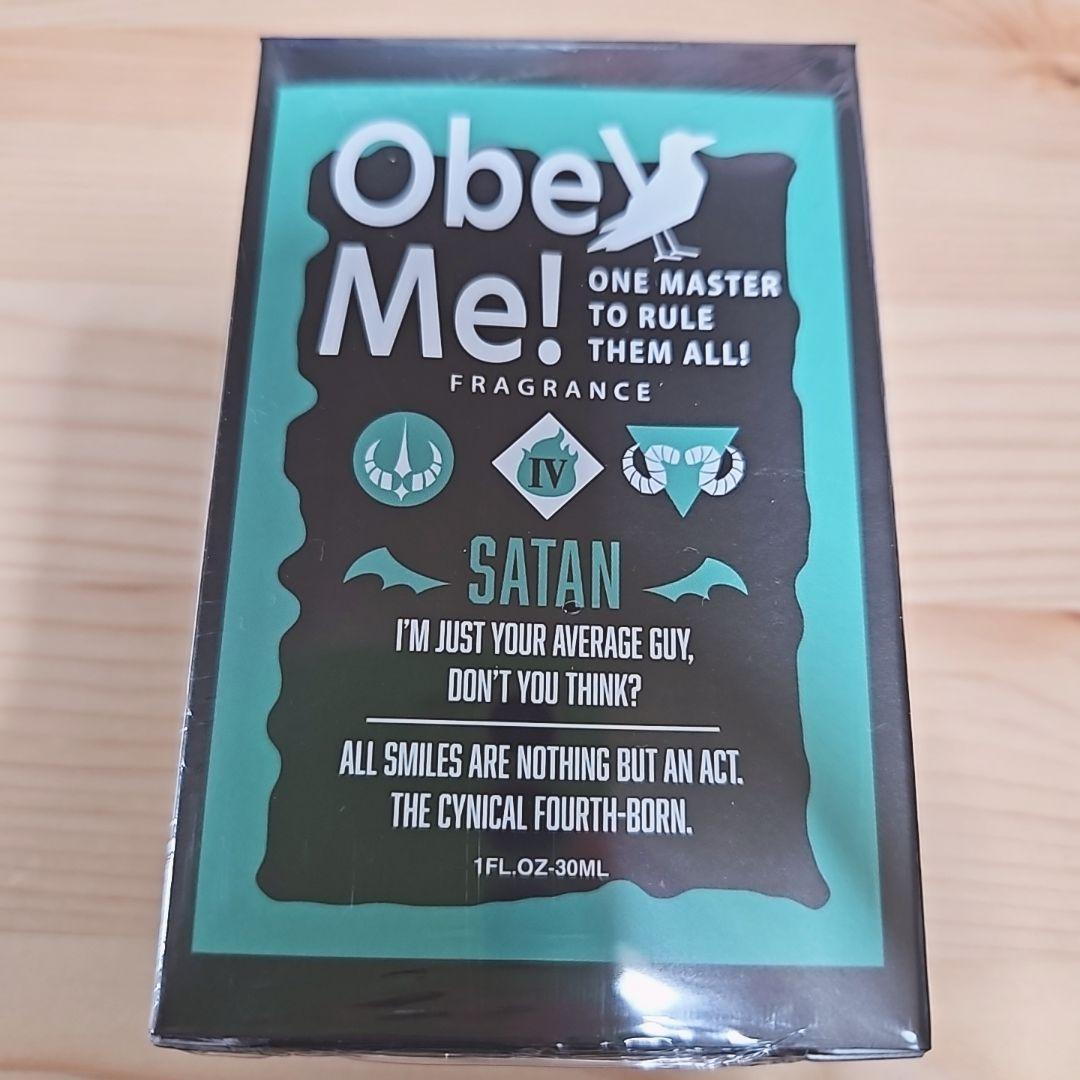 Obey
Me!
ONE MASTER
TO RULE
THEM ALL!
FRAGRANCE
IV
SATAN
I'M JUST YOUR AVERAGE GUY,
DON'T YOU THINK?
ALL SMILES ARE NOTHING BUT AN ACT.
THE CYNICAL FOURTH-BORN.
1FL.OZ-30ML